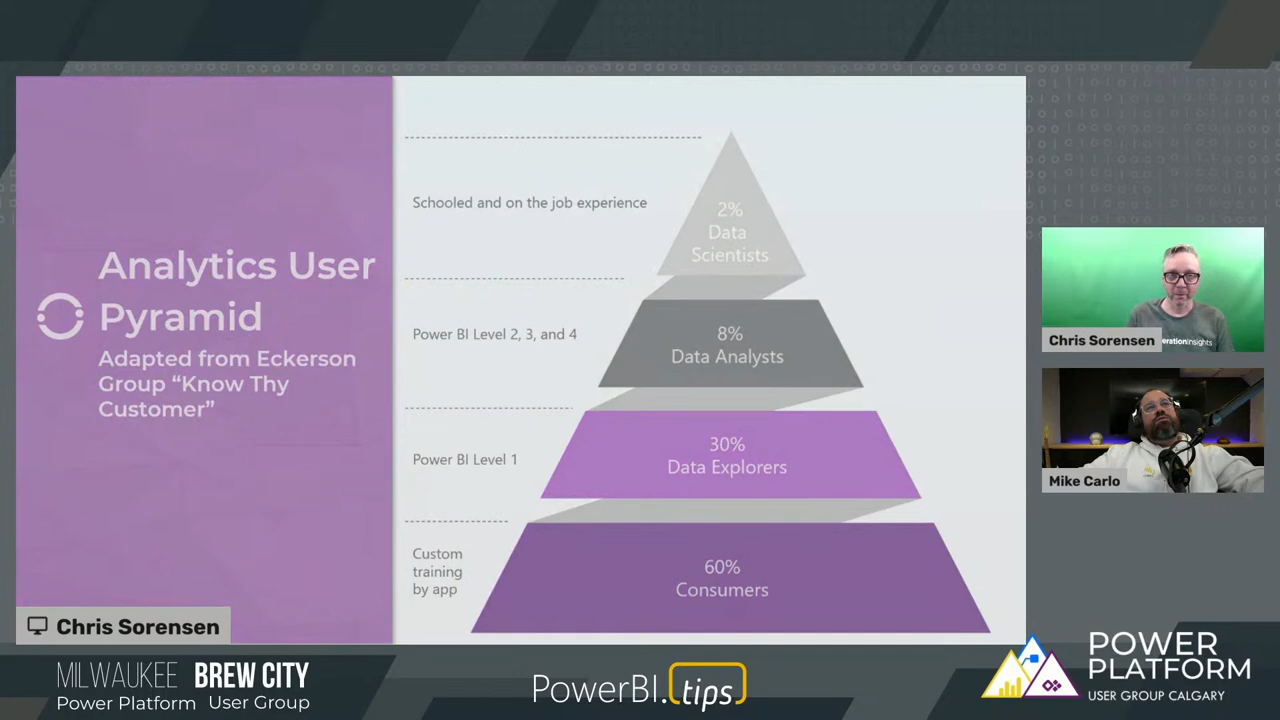 Analytics User
Pyramid
Adapted from Eckerson
Group “Know Thy
Customer”
Schooled and on the job experience
2%
Data
Scientists
Power BI Level 2, 3, and 4
8%
Data Analysts
Power BI Level 1
30%
Data Explorers
Custom
training
by app
60%
Consumers
Chris Sorensen
erationInsights
Chris Sorensen
Mike Carlo
MILWAUKEE BREW CITY
Power Platform User Group
PowerBI.tips
POWER
PLATFORM
USER GROUP CALGARY